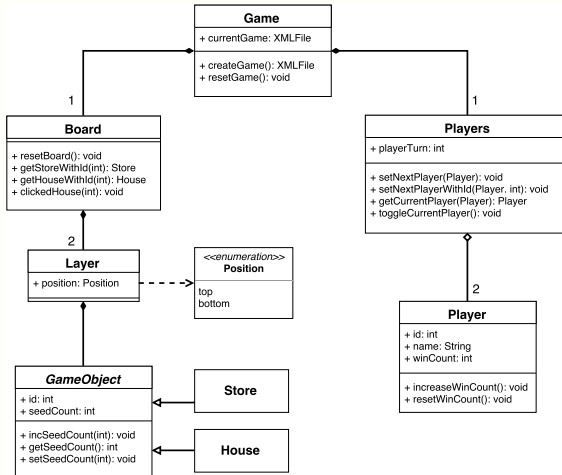 Game
+ currentGame: XMLFile
+ createGame(): XMLFile
+ resetGame(): void
1
1
Board
+ resetBoard(): void
+ getStoreWithId(int): Store
+ getHouseWithId(int): House
+ clickedHouse(int): void
Players
+ playerTurn: int
+ setNextPlayer(Player): void
+ setNextPlayerWithId(Player. int): void
+ getCurrentPlayer(Player): Player
+ toggleCurrentPlayer(): void
2
Layer
+ position: Position
<<enumeration>>
Position
top
bottom
2
Player
+ id: int
+ name: String
+ winCount: int
+ increaseWinCount(): void
+ resetWinCount(): void
GameObject
+ id: int
+ seedCount: int
+ incSeedCount(int): void
+ getSeedCount(): int
+ setSeedCount(int): void
Store
House